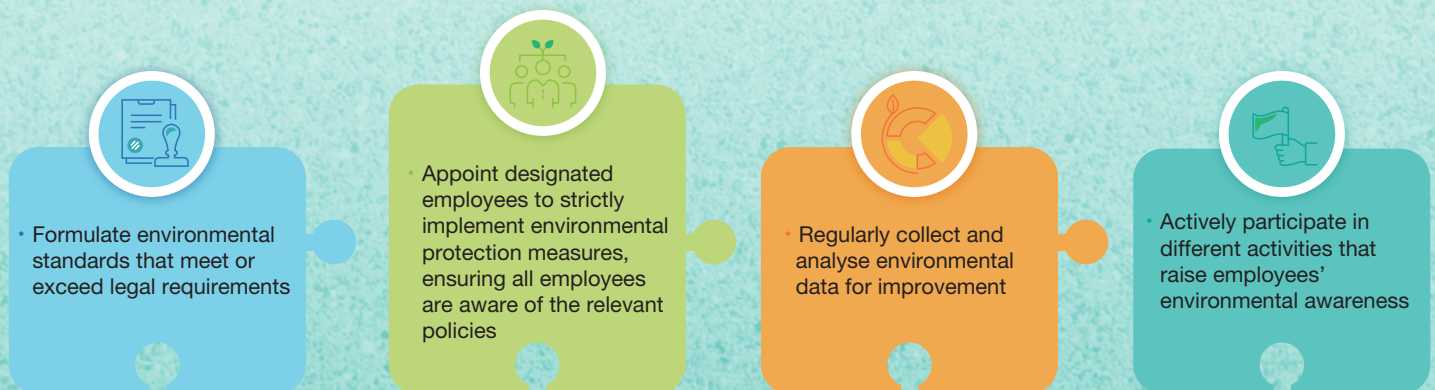 • Formulate environmental
standards that meet or
exceed legal requirements
• Appoint designated
employees to strictly
implement environmental
protection measures,
ensuring all employees
are aware of the relevant
policies
• Regularly collect and
analyse environmental
data for improvement
• Actively participate in
different activities that
raise employees’
environmental awareness